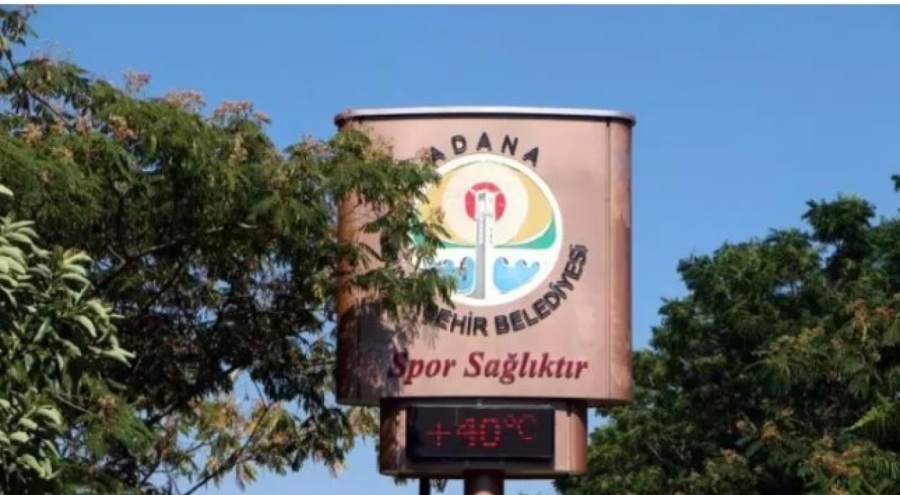 ADANA
BELEDİYESİ
Spor Sağlıktır
+40°C